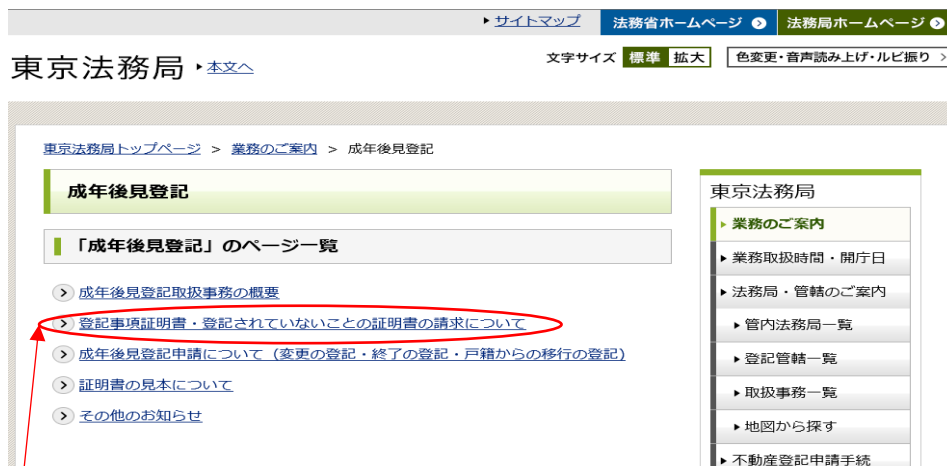 サイトマップ 法務省ホームページ 法務局ホームページ
東京法務局 本文へ 文字サイズ 標準 拡大 色変更・音声読み上げ・ルビ振り
東京法務局トップページ > 業務のご案内 > 成年後見登記
成年後見登記
「成年後見登記」のページ一覧
成年後見登記取扱事務の概要
登記事項証明書・登記されていないことの証明書の請求について
成年後見登記申請について（変更の登記・終了の登記・戸籍からの移行の登記）
証明書の見本について
その他のお知らせ
東京法務局
業務のご案内
業務取扱時間・開庁日
法務局・管轄のご案内
管内法務局一覧
登記管轄一覧
取扱事務一覧
地図から探す
不動産登記申請手続